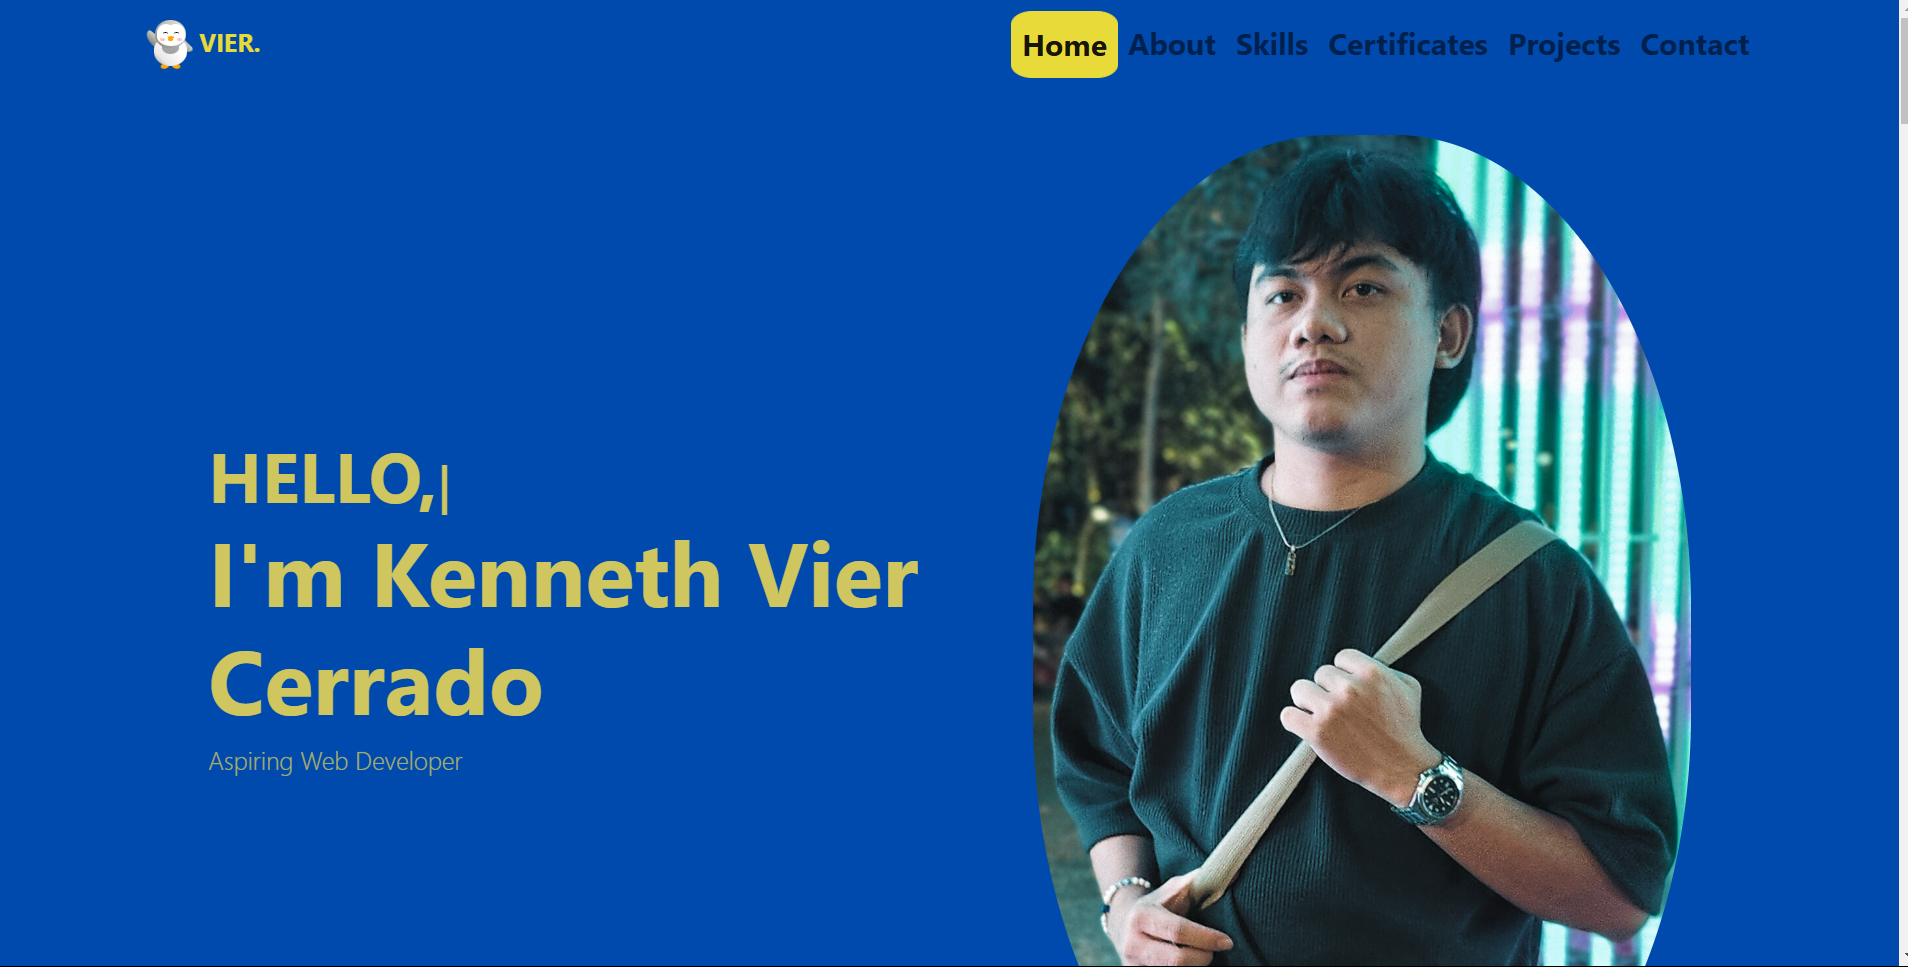 VIER.
Home About Skills Certificates Projects Contact
HELLO,|
I'm Kenneth Vier
Cerrado
Aspiring Web Developer